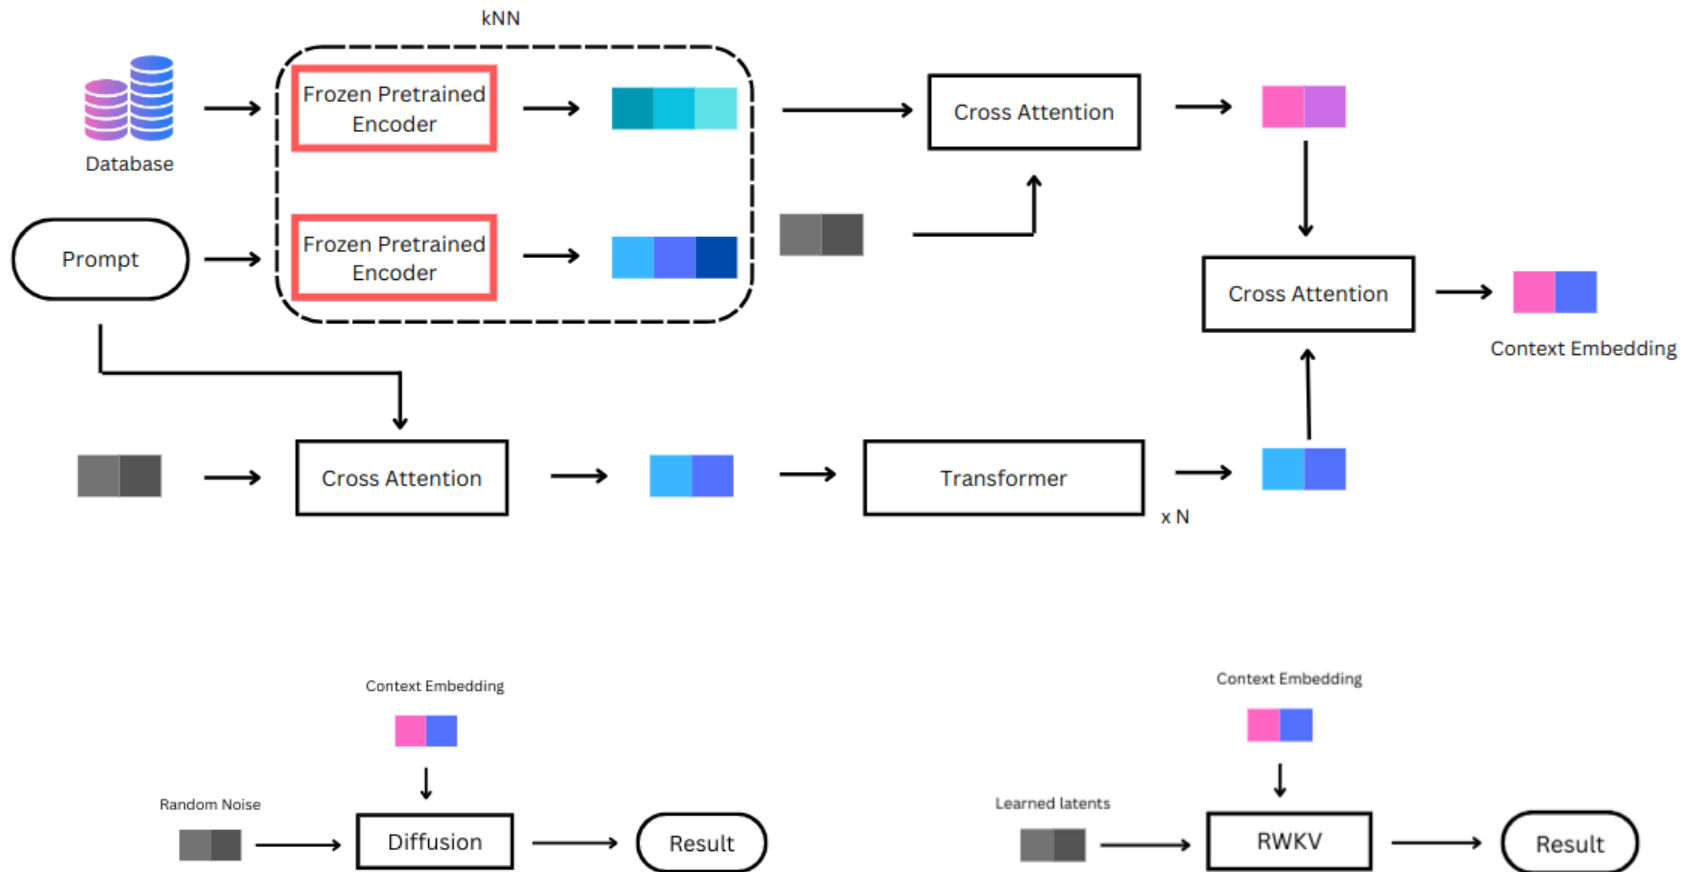 kNN
Frozen Pretrained
Encoder
Cross Attention
Database
Prompt
Frozen Pretrained
Encoder
Cross Attention
Context Embedding
Cross Attention
Transformer
x N
Context Embedding
Random Noise
Diffusion
Result
Context Embedding
Learned latents
RWKV
Result